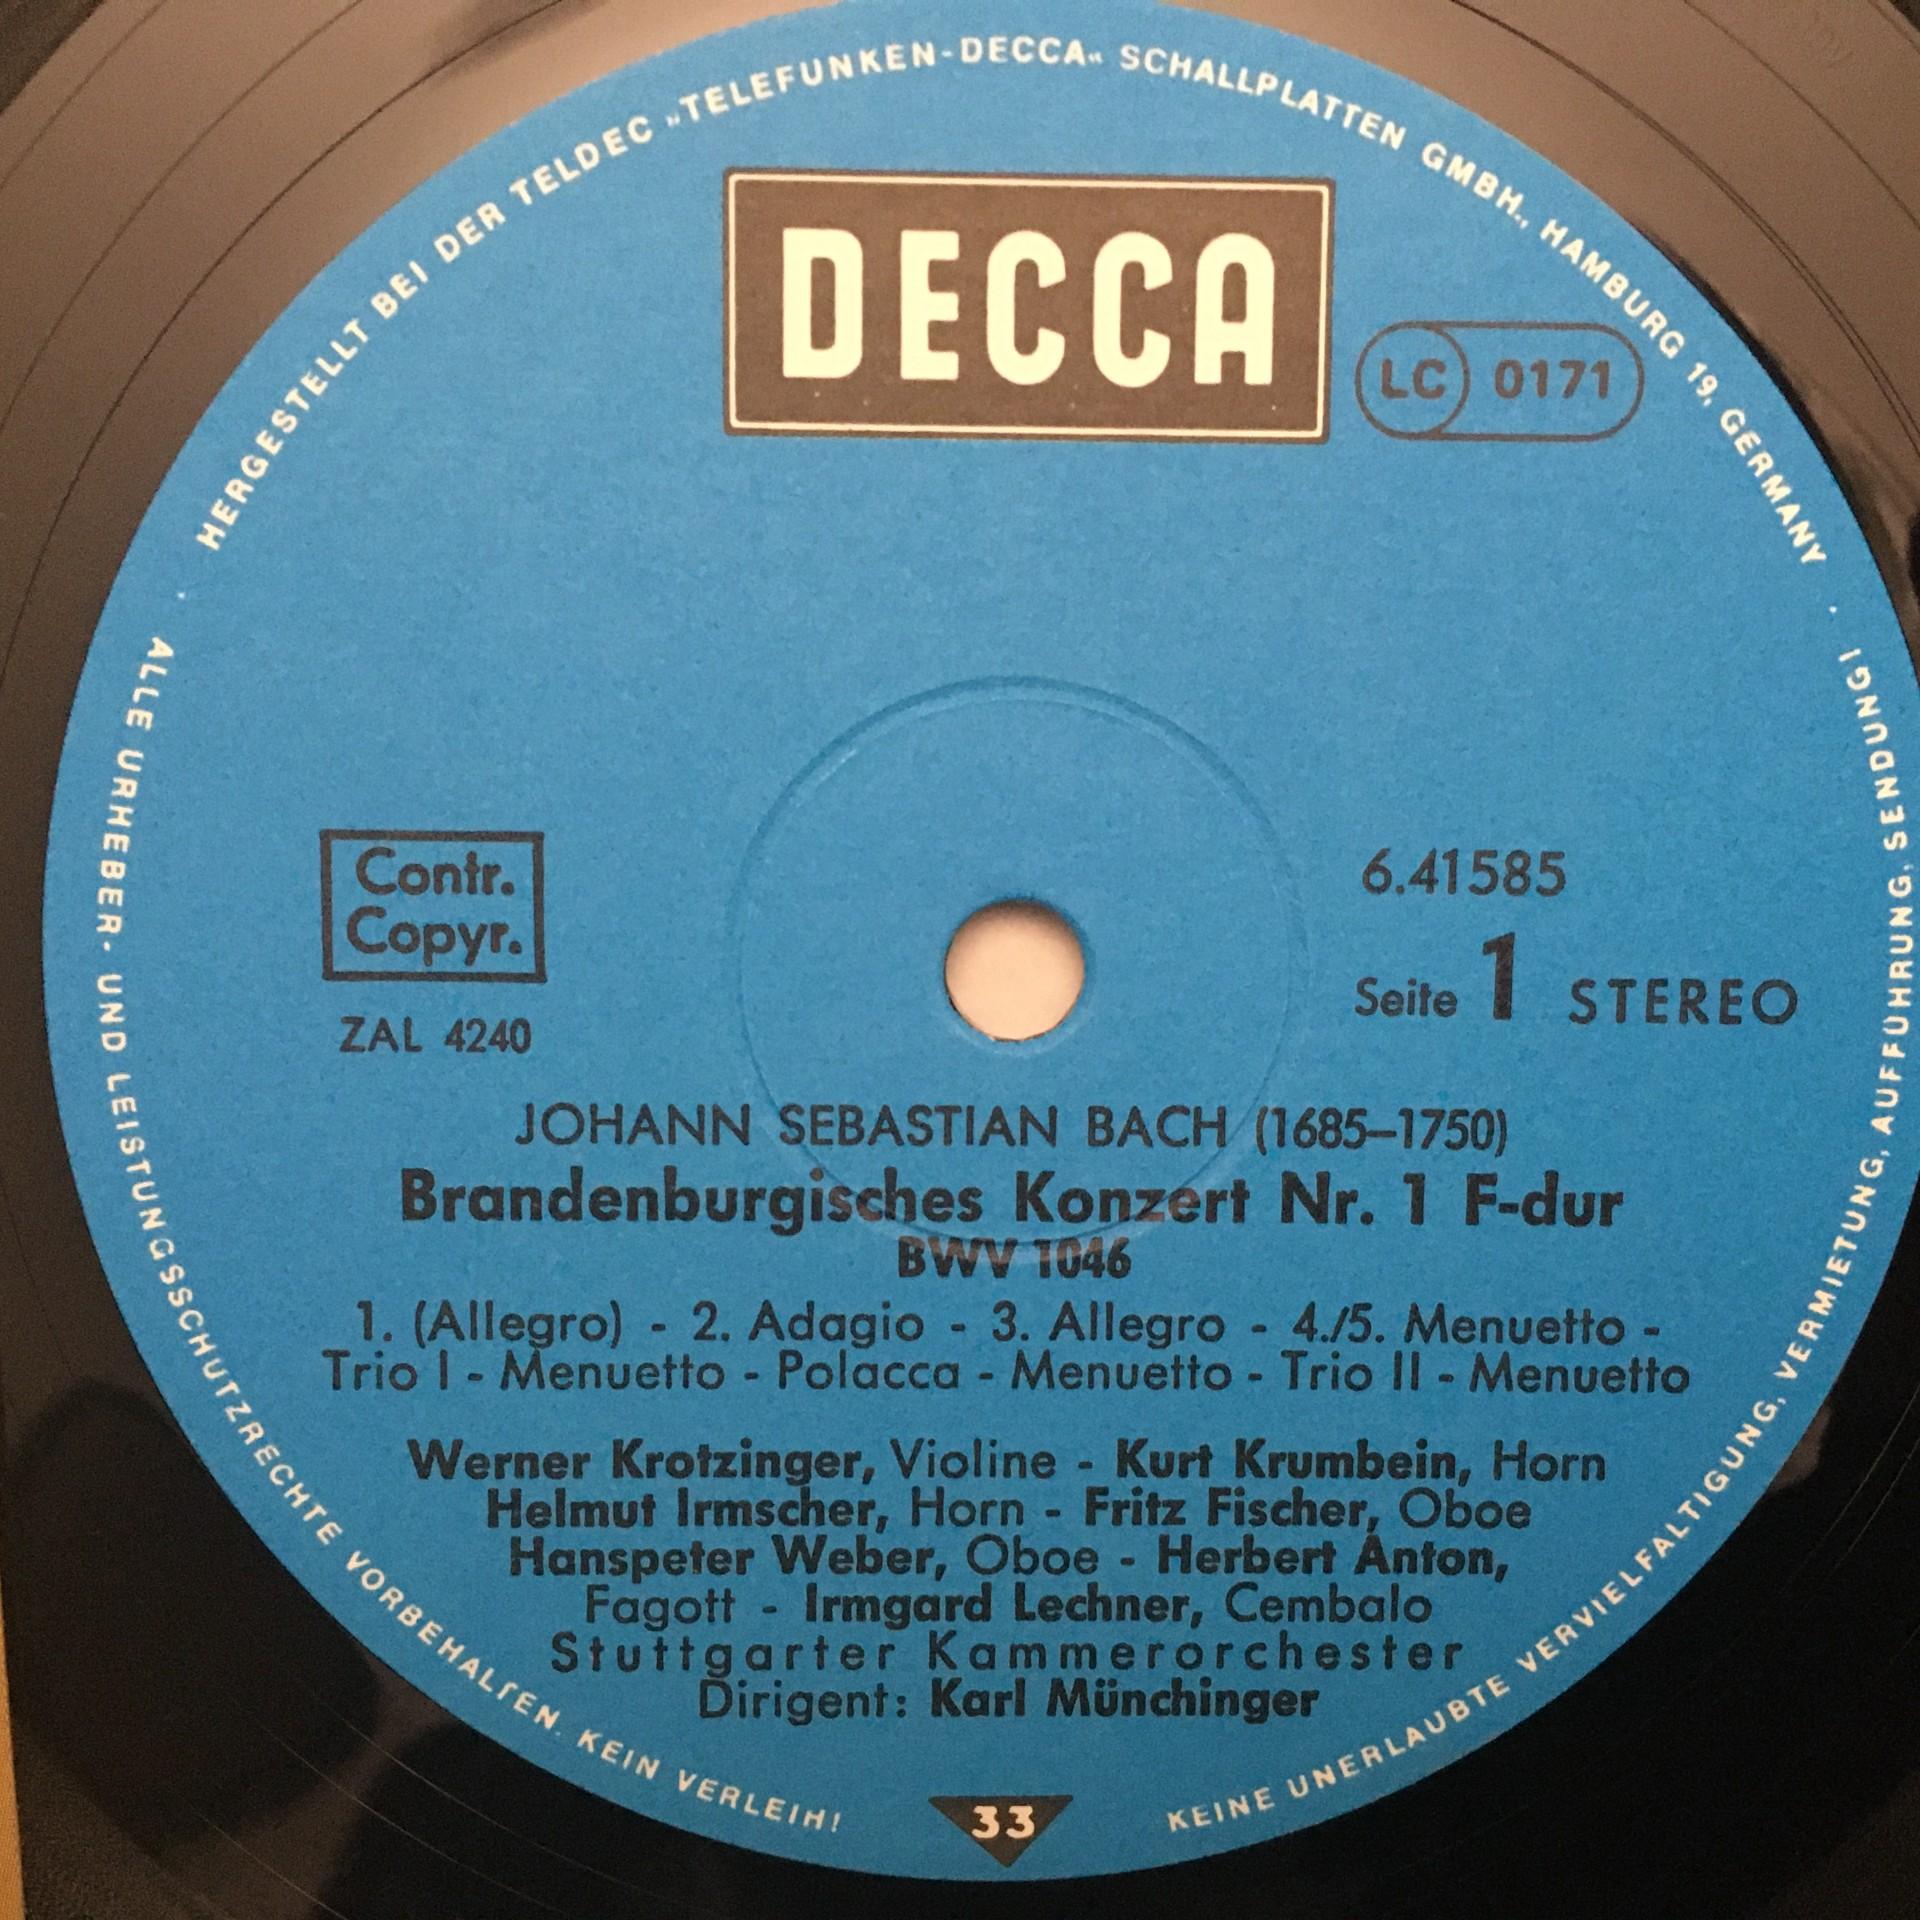 HERGESTELLT BEI DER TELDEC „TELEFUNKEN-DECCA“ SCHALLPLATTEN GMBH., HAMBURG 19, GERMANY
DECCA
LC 0171
Contr.
Copyr.
ZAL 4240
6.41585
Seite 1 STEREO
JOHANN SEBASTIAN BACH (1685–1750)
Brandenburgisches Konzert Nr. 1 F-dur
BWV 1046
1. (Allegro) - 2. Adagio - 3. Allegro - 4./5. Menuetto -
Trio I - Menuetto - Polacca - Menuetto - Trio II - Menuetto
Werner Krotzinger, Violine - Kurt Krumbein, Horn
Helmut Irmscher, Horn - Fritz Fischer, Oboe
Hanspeter Weber, Oboe - Herbert Anton,
Fagott - Irmgard Lechner, Cembalo
Stuttgarter Kammerorchester
Dirigent: Karl Münchinger
33
ALLE URHEBER- UND LEISTUNGSSCHUTZRECHTE VORBEHALTEN. KEIN VERLEIH!
KEINE UNERLAUBTE VERVIELFÄLTIGUNG, VERMIETUNG, AUFFÜHRUNG, SENDUNG!